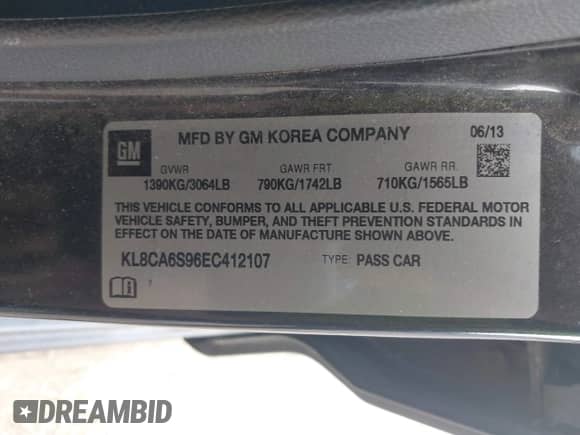 GM
MFD BY GM KOREA COMPANY
06/13
GVWR GAWR FRT. GAWR RR.
1390KG/3064LB 790KG/1742LB 710KG/1565LB
THIS VEHICLE CONFORMS TO ALL APPLICABLE U.S. FEDERAL MOTOR
VEHICLE SAFETY, BUMPER, AND THEFT PREVENTION STANDARDS IN
EFFECT ON THE DATE OF MANUFACTURE SHOWN ABOVE.
KL8CA6S96EC412107 TYPE: PASS CAR
DREAMBID